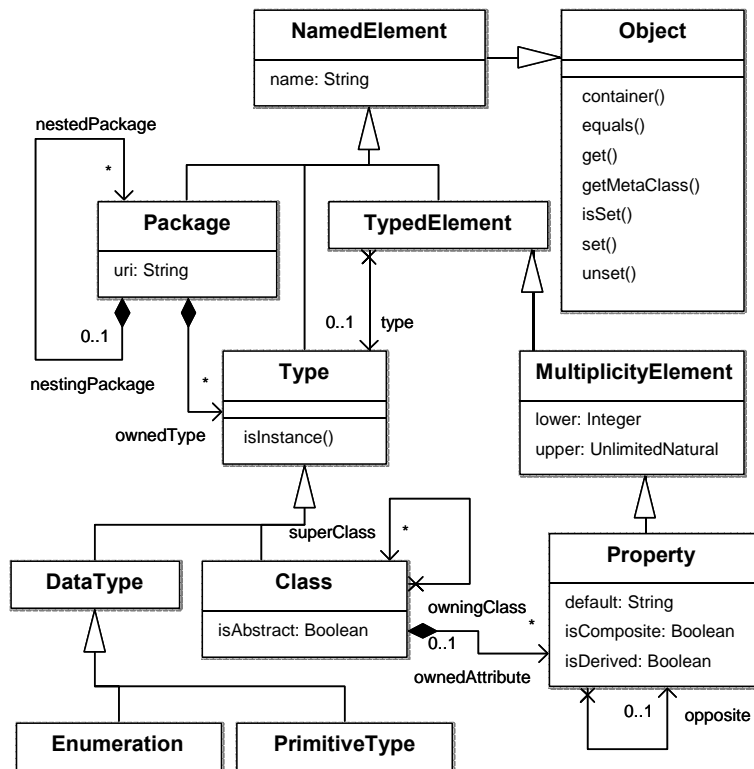 NamedElement
name: String
Object
container()
equals()
get()
getMetaClass()
isSet()
set()
unset()
nestedPackage
*
Package
uri: String
0..1
nestingPackage
*
ownedType
TypedElement
0..1
type
Type
isInstance()
MultiplicityElement
lower: Integer
upper: UnlimitedNatural
superClass
*
DataType
Class
isAbstract: Boolean
owningClass
0..1
*
ownedAttribute
Property
default: String
isComposite: Boolean
isDerived: Boolean
0..1
opposite
Enumeration
PrimitiveType